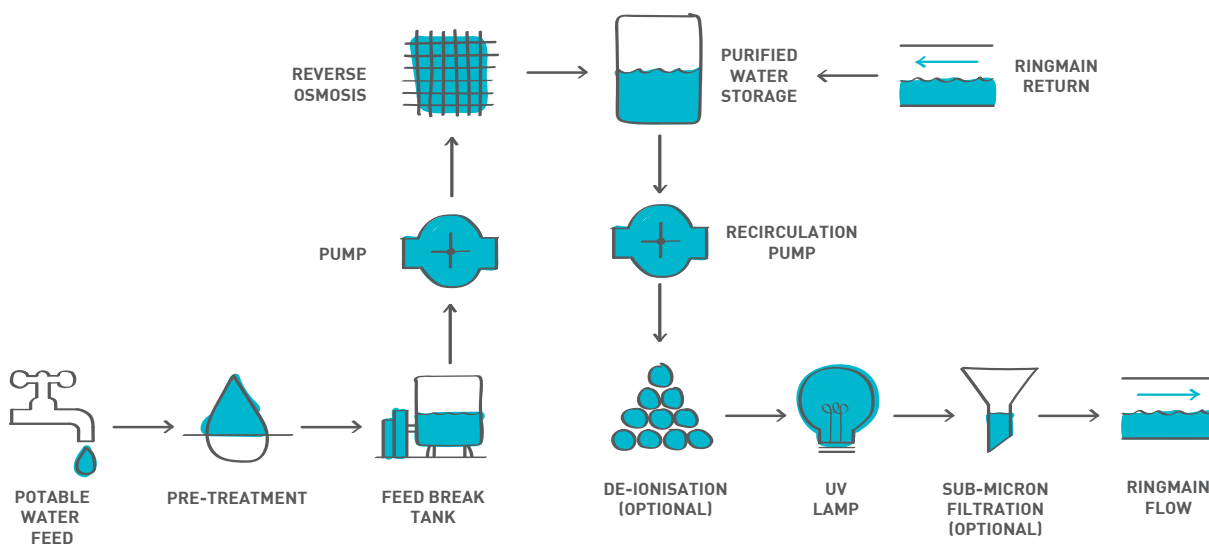 REVERSE
OSMOSIS
PURIFIED
WATER
STORAGE
RINGMAIN
RETURN
PUMP
RECIRCULATION
PUMP
POTABLE
WATER
FEED
PRE-TREATMENT
FEED BREAK
TANK
DE-IONISATION
(OPTIONAL)
UV
LAMP
SUB-MICRON
FILTRATION
(OPTIONAL)
RINGMAIN
FLOW